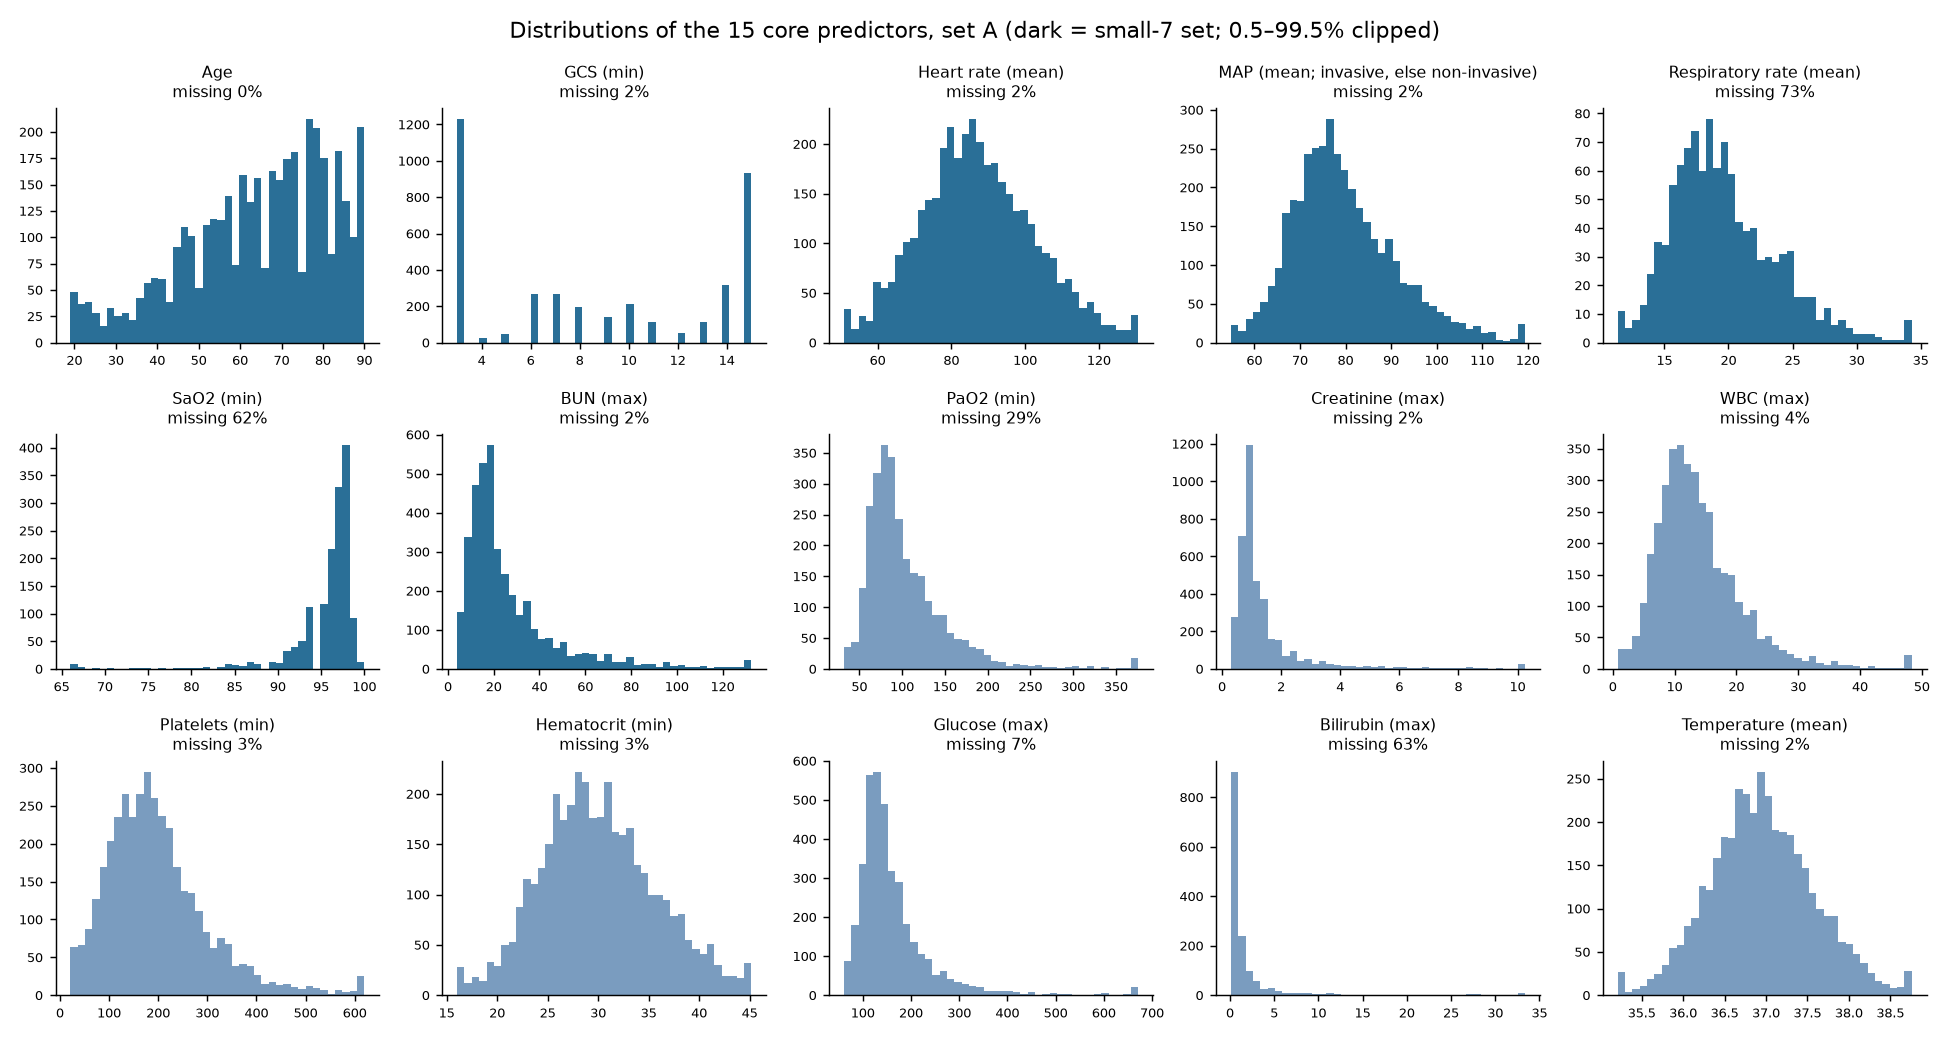 Distributions of the 15 core predictors, set A (dark = small-7 set; 0.5–99.5% clipped)
Age
missing 0%
0 25 50 75 100 125 150 175 200
20 30 40 50 60 70 80 90
GCS (min)
missing 2%
0 200 400 600 800 1000 1200
4 6 8 10 12 14
Heart rate (mean)
missing 2%
0 50 100 150 200
60 80 100 120
MAP (mean; invasive, else non-invasive)
missing 2%
0 50 100 150 200 250 300
60 70 80 90 100 110 120
Respiratory rate (mean)
missing 73%
0 10 20 30 40 50 60 70 80
15 20 25 30 35
SaO2 (min)
missing 62%
0 50 100 150 200 250 300 350 400
65 70 75 80 85 90 95 100
BUN (max)
missing 2%
0 100 200 300 400 500 600
0 20 40 60 80 100 120
PaO2 (min)
missing 29%
0 50 100 150 200 250 300 350
50 100 150 200 250 300 350
Creatinine (max)
missing 2%
0 200 400 600 800 1000 1200
0 2 4 6 8 10
WBC (max)
missing 4%
0 50 100 150 200 250 300 350
0 10 20 30 40 50
Platelets (min)
missing 3%
0 50 100 150 200 250 300
0 100 200 300 400 500 600
Hematocrit (min)
missing 3%
0 50 100 150 200
15 20 25 30 35 40 45
Glucose (max)
missing 7%
0 100 200 300 400 500 600
100 200 300 400 500 600 700
Bilirubin (max)
missing 63%
0 200 400 600 800
0 5 10 15 20 25 30 35
Temperature (mean)
missing 2%
0 50 100 150 200 250
35.5 36.0 36.5 37.0 37.5 38.0 38.5